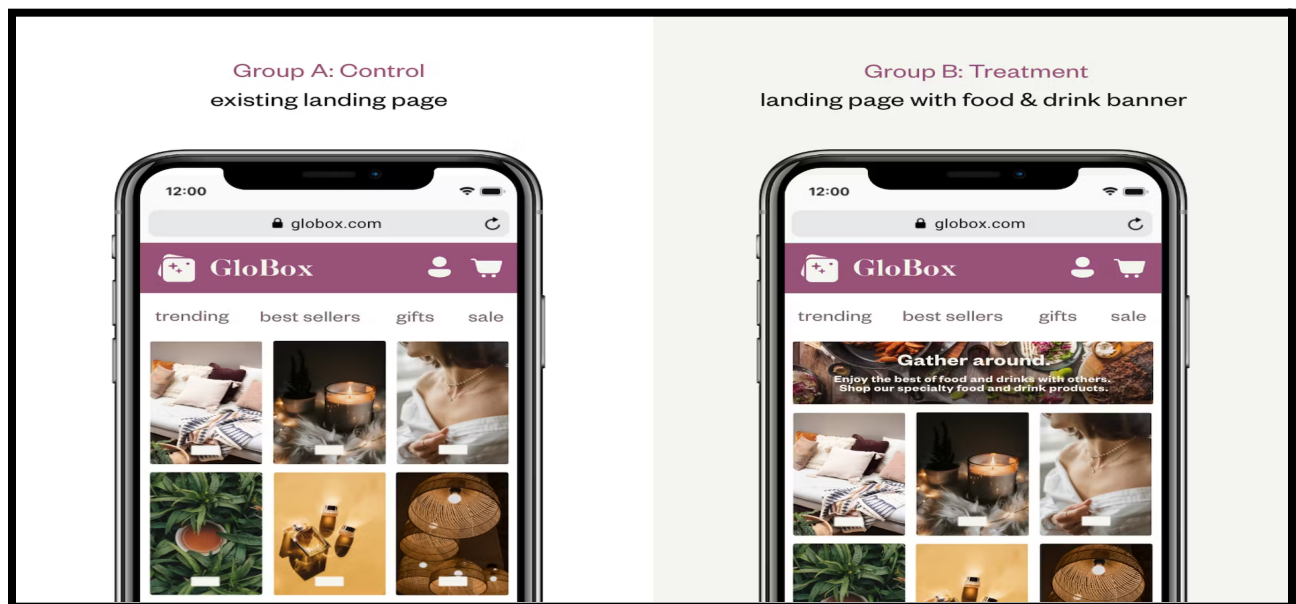 Group A: Control
existing landing page
12:00
globox.com
GloBox
trending best sellers gifts sale
Group B: Treatment
landing page with food & drink banner
12:00
globox.com
GloBox
trending best sellers gifts sale
Gather around.
Enjoy the best of food and drinks with others.
Shop our specialty food and drink products.